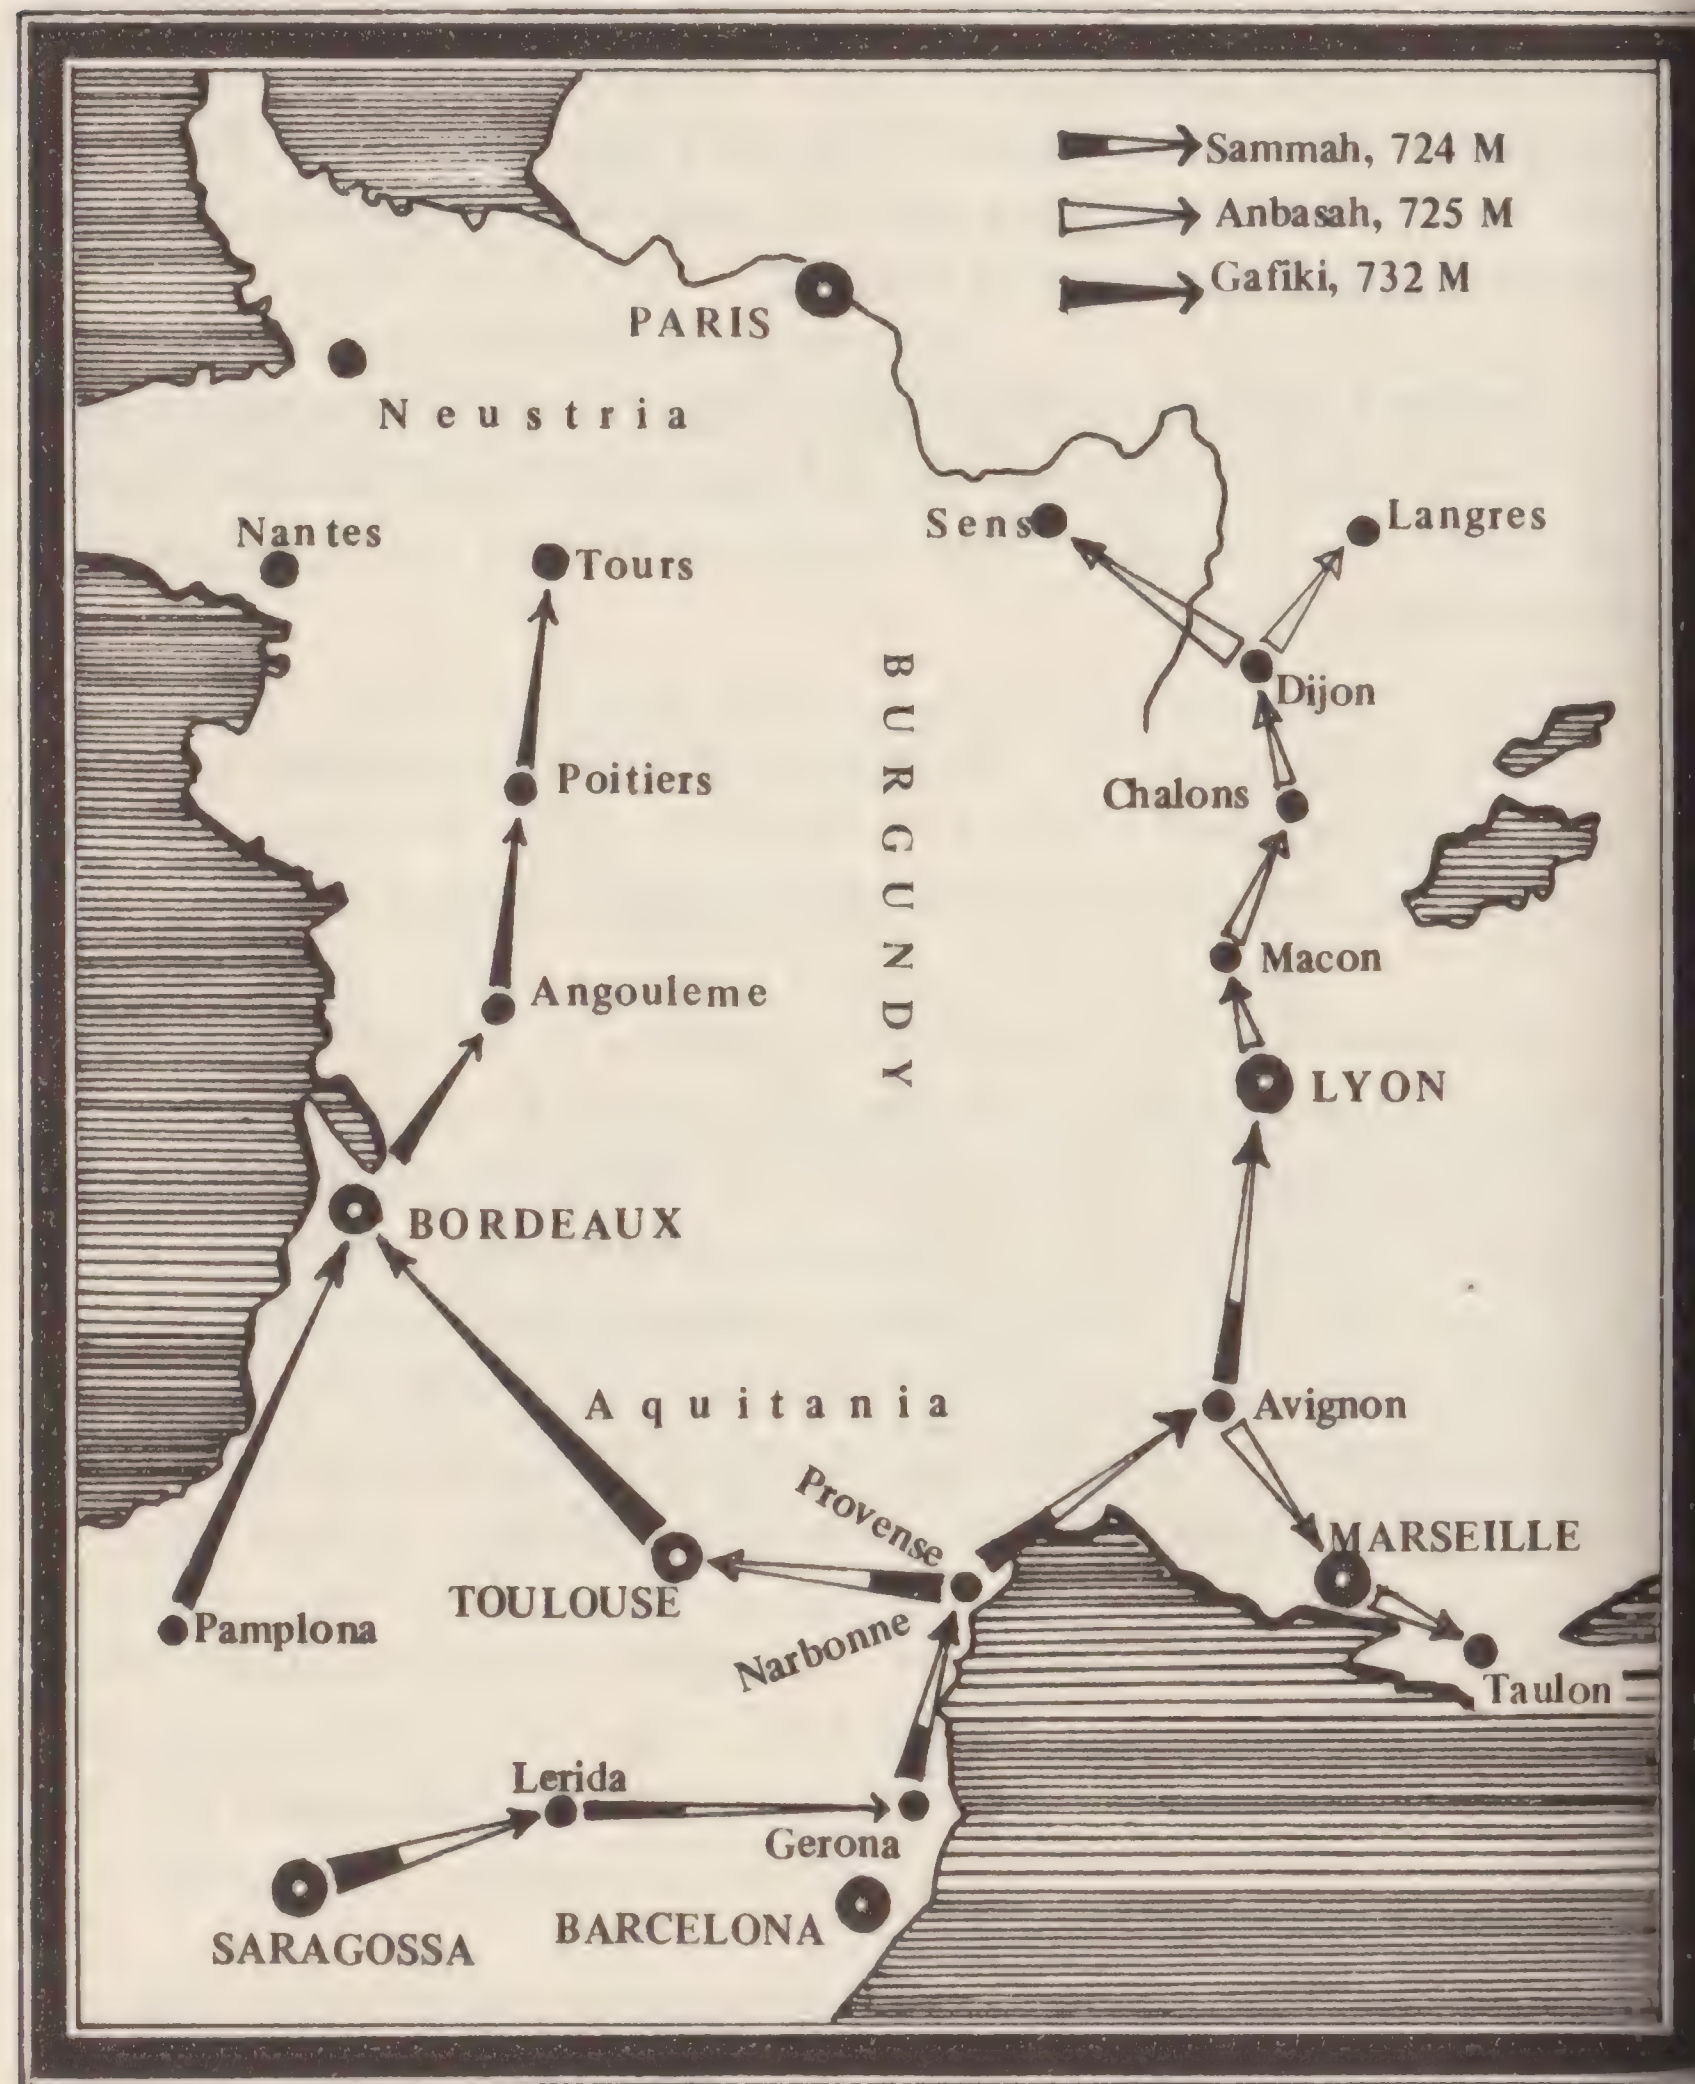 Sammah, 724 M
Anbasah, 725 M
Gafiki, 732 M
PARIS
Neustria
Sens
Langres
Nantes
Tours
BURGUNDY
Dijon
Poitiers
Chalons
Macon
Angouleme
LYON
BORDEAUX
Aquitania
Avignon
Provense
MARSEILLE
TOULOUSE
Pamplona
Narbonne
Taulon
Lerida
Gerona
BARCELONA
SARAGOSSA